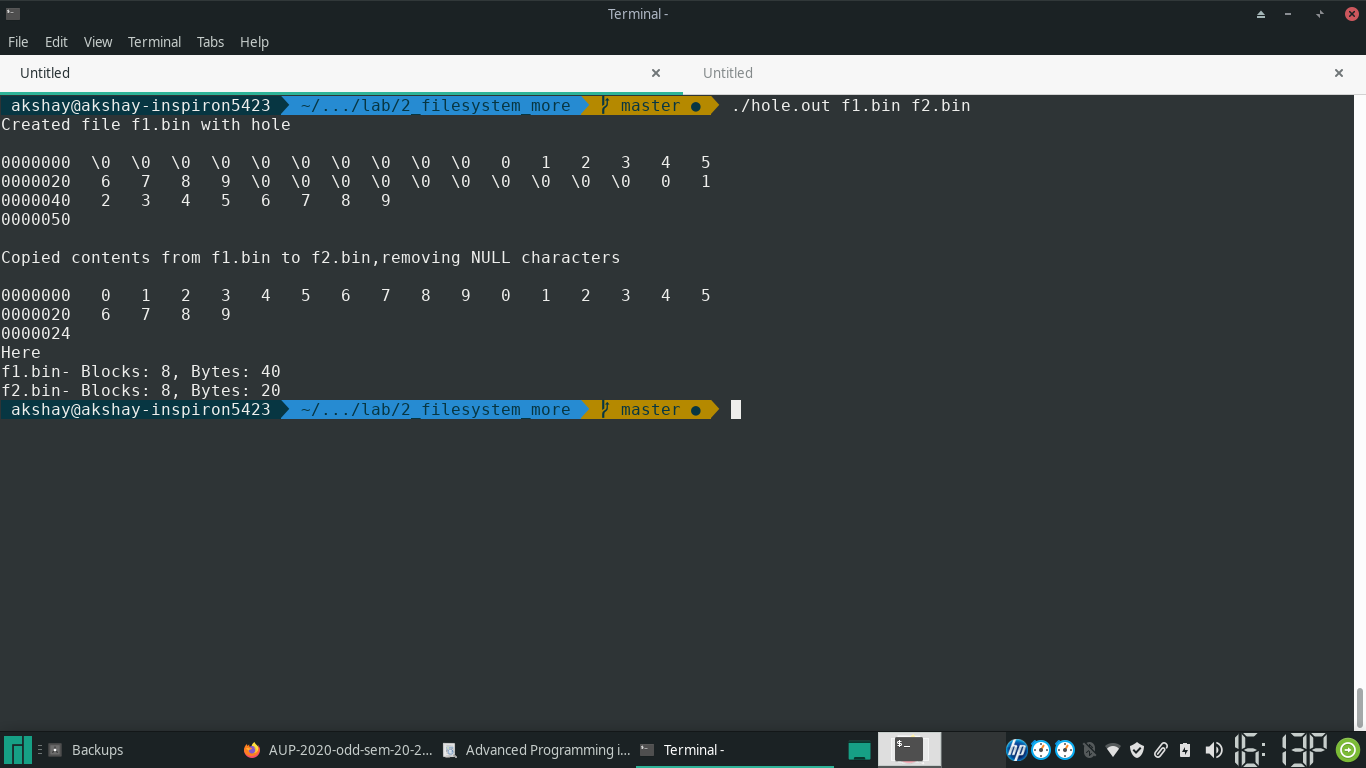 Terminal -
File Edit View Terminal Tabs Help
Untitled × Untitled ×
akshay@akshay-inspiron5423 ~/.../lab/2_filesystem_more master ● ./hole.out f1.bin f2.bin
Created file f1.bin with hole
0000000 \0 \0 \0 \0 \0 \0 \0 \0 \0 \0 0 1 2 3 4 5
0000020 6 7 8 9 \0 \0 \0 \0 \0 \0 \0 \0 \0 \0 0 1
0000040 2 3 4 5 6 7 8 9
0000050
Copied contents from f1.bin to f2.bin,removing NULL characters
0000000 0 1 2 3 4 5 6 7 8 9 0 1 2 3 4 5
0000020 6 7 8 9
0000024
Here
f1.bin- Blocks: 8, Bytes: 40
f2.bin- Blocks: 8, Bytes: 20
akshay@akshay-inspiron5423 ~/.../lab/2_filesystem_more master ●
Backups AUP-2020-odd-sem-20-2... Advanced Programming i... Terminal - $_ hp 16:13P